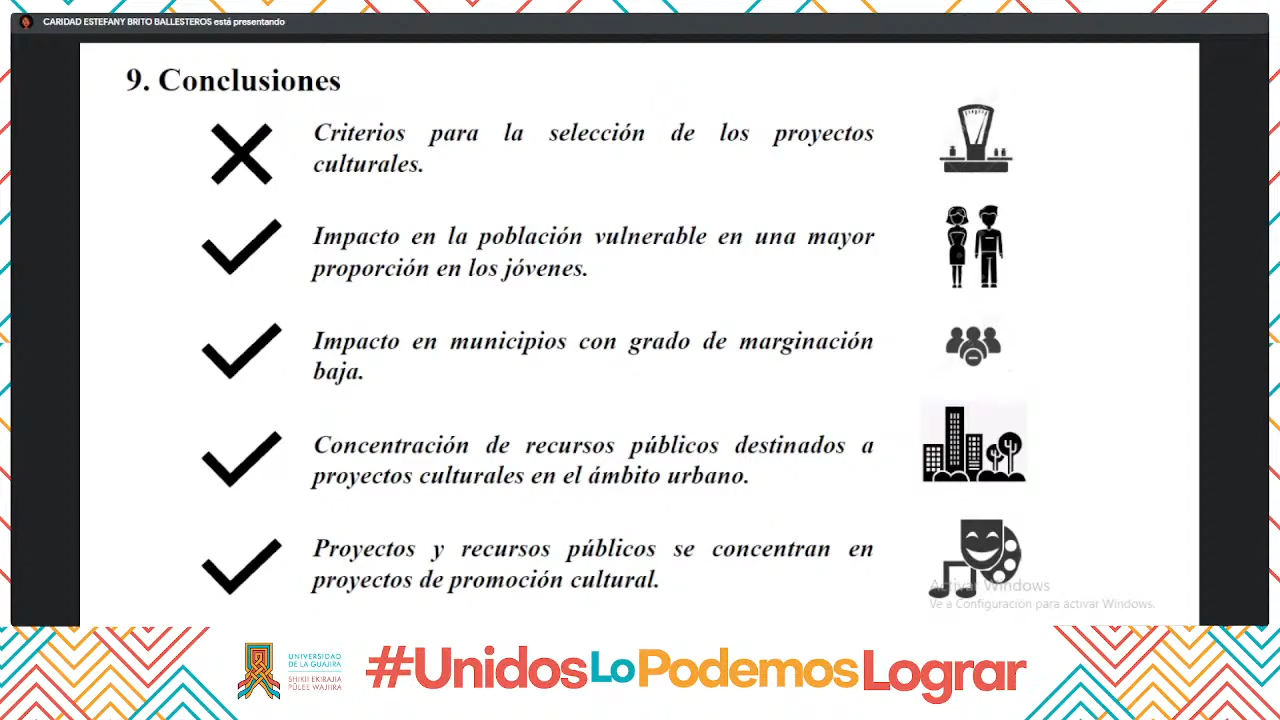 CARIDAD ESTEFANY BRITO BALLESTEROS está presentando
9. Conclusiones
Criterios para la selección de los proyectos
culturales.
Impacto en la población vulnerable en una mayor
proporción en los jóvenes.
Impacto en municipios con grado de marginación
baja.
Concentración de recursos públicos destinados a
proyectos culturales en el ámbito urbano.
Proyectos y recursos públicos se concentran en
proyectos de promoción cultural.
Activar Windows
Ve a Configuración para activar Windows.
UNIVERSIDAD
DE LA GUAJIRA
SHIKII EKIRAJIA
PÜLEE WAJIIRA
#UnidosLoPodemosLograr